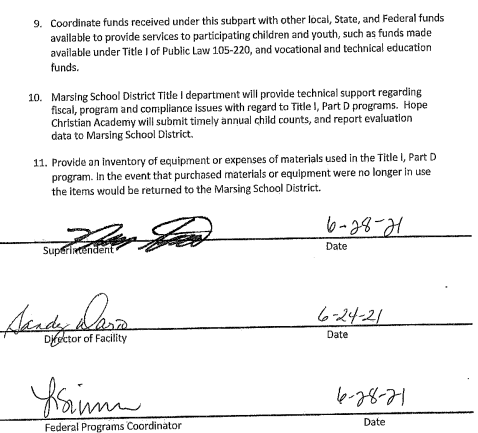 9. Coordinate funds received under this subpart with other local, State, and Federal funds
available to provide services to participating children and youth, such as funds made
available under Title I of Public Law 105-220, and vocational and technical education
funds.
10. Marsing School District Title I department will provide technical support regarding
fiscal, program and compliance issues with regard to Title I, Part D programs. Hope
Christian Academy will submit timely annual child counts, and report evaluation
data to Marsing School District.
11. Provide an inventory of equipment or expenses of materials used in the Title I, Part D
program. In the event that purchased materials or equipment were no longer in use
the items would be returned to the Marsing School District.
6-28-21
Superintendent Date
6-24-21
Director of Facility Date
6-28-21
Federal Programs Coordinator Date